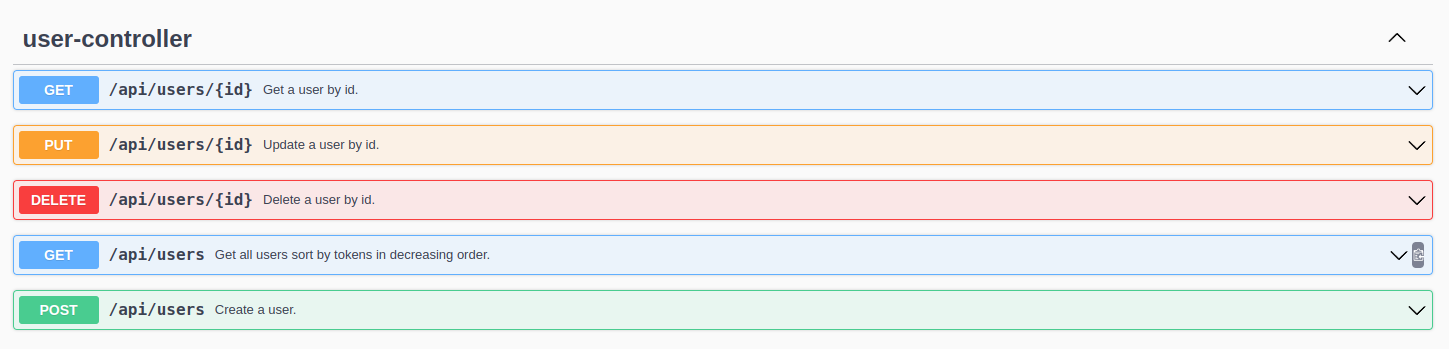 user-controller
GET /api/users/{id} Get a user by id.
PUT /api/users/{id} Update a user by id.
DELETE /api/users/{id} Delete a user by id.
GET /api/users Get all users sort by tokens in decreasing order.
POST /api/users Create a user.